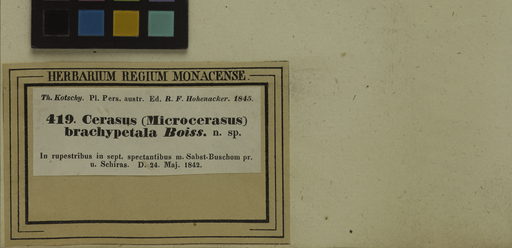 HERBARIUM REGIUM MONACENSE.
Th. Kotschy. Pl. Pers. austr. Ed. R. F. Hohenacker. 1845.
419. Cerasus (Microcerasus)
brachypetala Boiss. n. sp.
In rupestribus in sept. spectantibus m. Sabst-Buschom pr.
u. Schiras. D. 24. Maj. 1842.